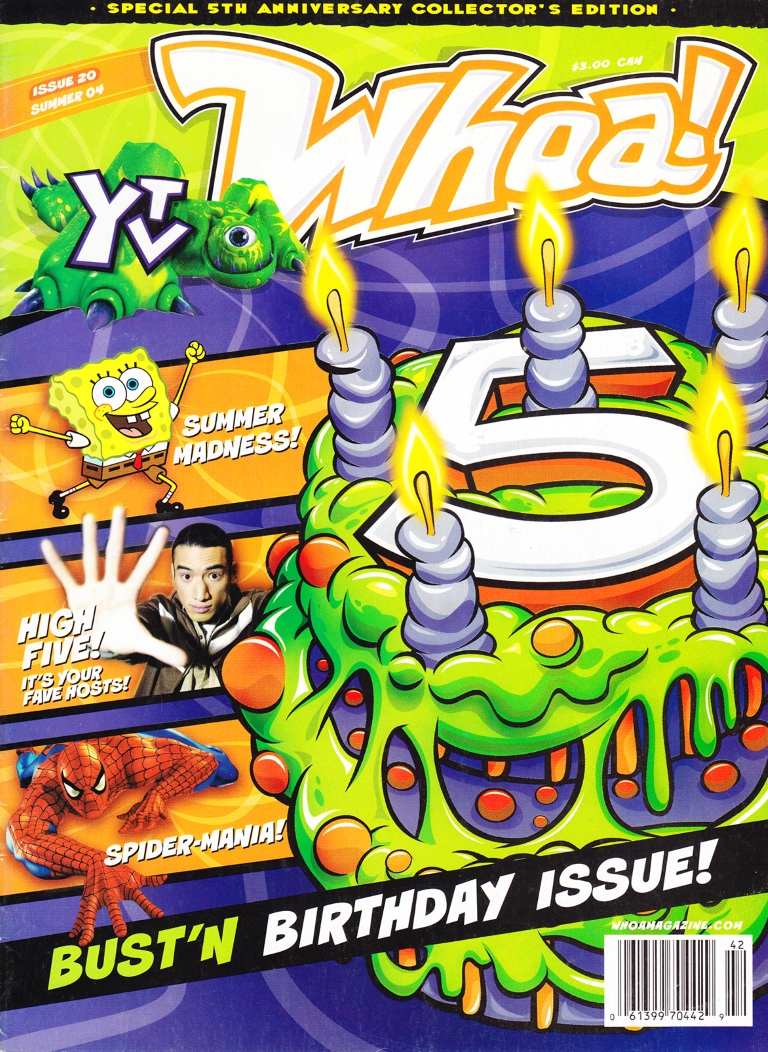 · SPECIAL 5TH ANNIVERSARY COLLECTOR'S EDITION ·
ISSUE 20
SUMMER 04
$3.00 CAN
Whoa!
YTV
SUMMER
MADNESS!
5
HIGH
FIVE!
IT'S YOUR
FAVE HOSTS!
SPIDER-MANIA!
BUST'N BIRTHDAY ISSUE!
WHOAMAGAZINE.COM
42
0 61399 70442 9